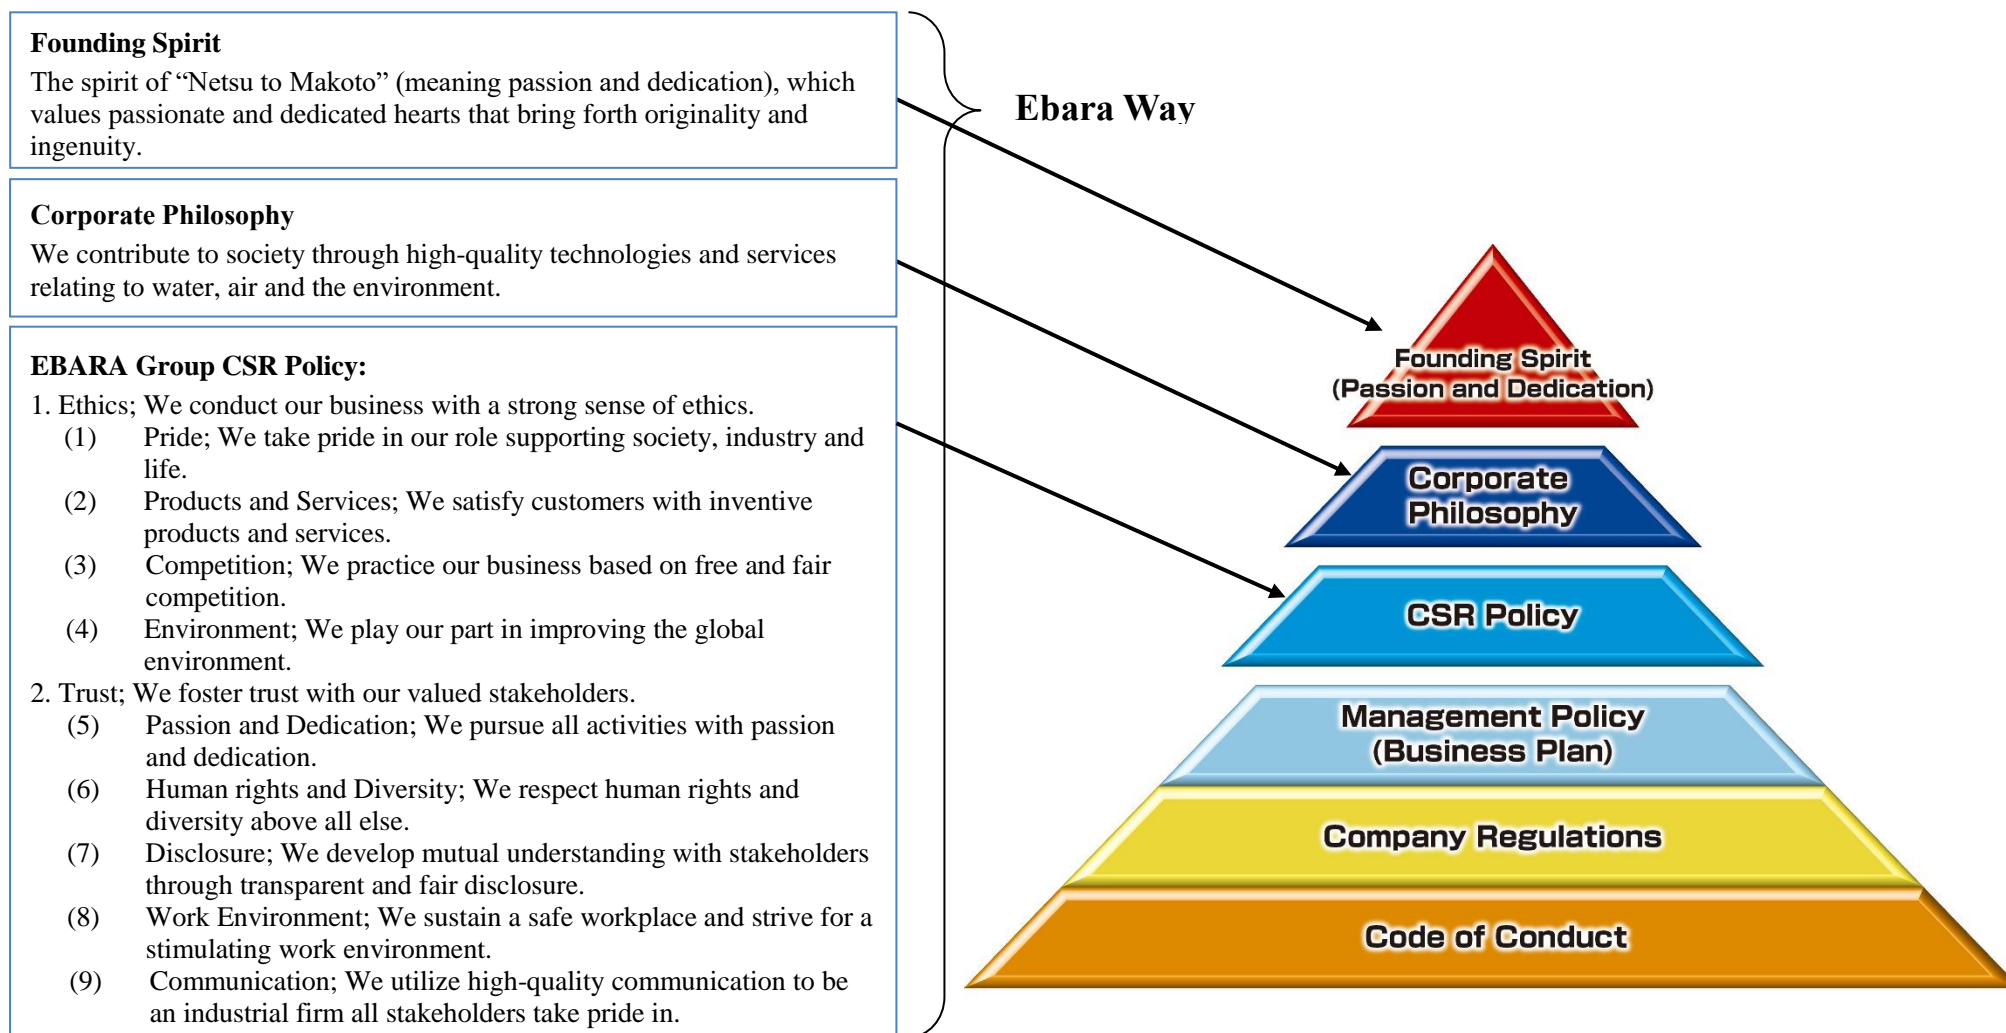 Founding Spirit
The spirit of “Netsu to Makoto” (meaning passion and dedication), which
values passionate and dedicated hearts that bring forth originality and
ingenuity.
Corporate Philosophy
We contribute to society through high-quality technologies and services
relating to water, air and the environment.
EBARA Group CSR Policy:
1. Ethics; We conduct our business with a strong sense of ethics.
(1) Pride; We take pride in our role supporting society, industry and
life.
(2) Products and Services; We satisfy customers with inventive
products and services.
(3) Competition; We practice our business based on free and fair
competition.
(4) Environment; We play our part in improving the global
environment.
2. Trust; We foster trust with our valued stakeholders.
(5) Passion and Dedication; We pursue all activities with passion
and dedication.
(6) Human rights and Diversity; We respect human rights and
diversity above all else.
(7) Disclosure; We develop mutual understanding with stakeholders
through transparent and fair disclosure.
(8) Work Environment; We sustain a safe workplace and strive for a
stimulating work environment.
(9) Communication; We utilize high-quality communication to be
an industrial firm all stakeholders take pride in.
Ebara Way
Founding Spirit
(Passion and Dedication)
Corporate
Philosophy
CSR Policy
Management Policy
(Business Plan)
Company Regulations
Code of Conduct